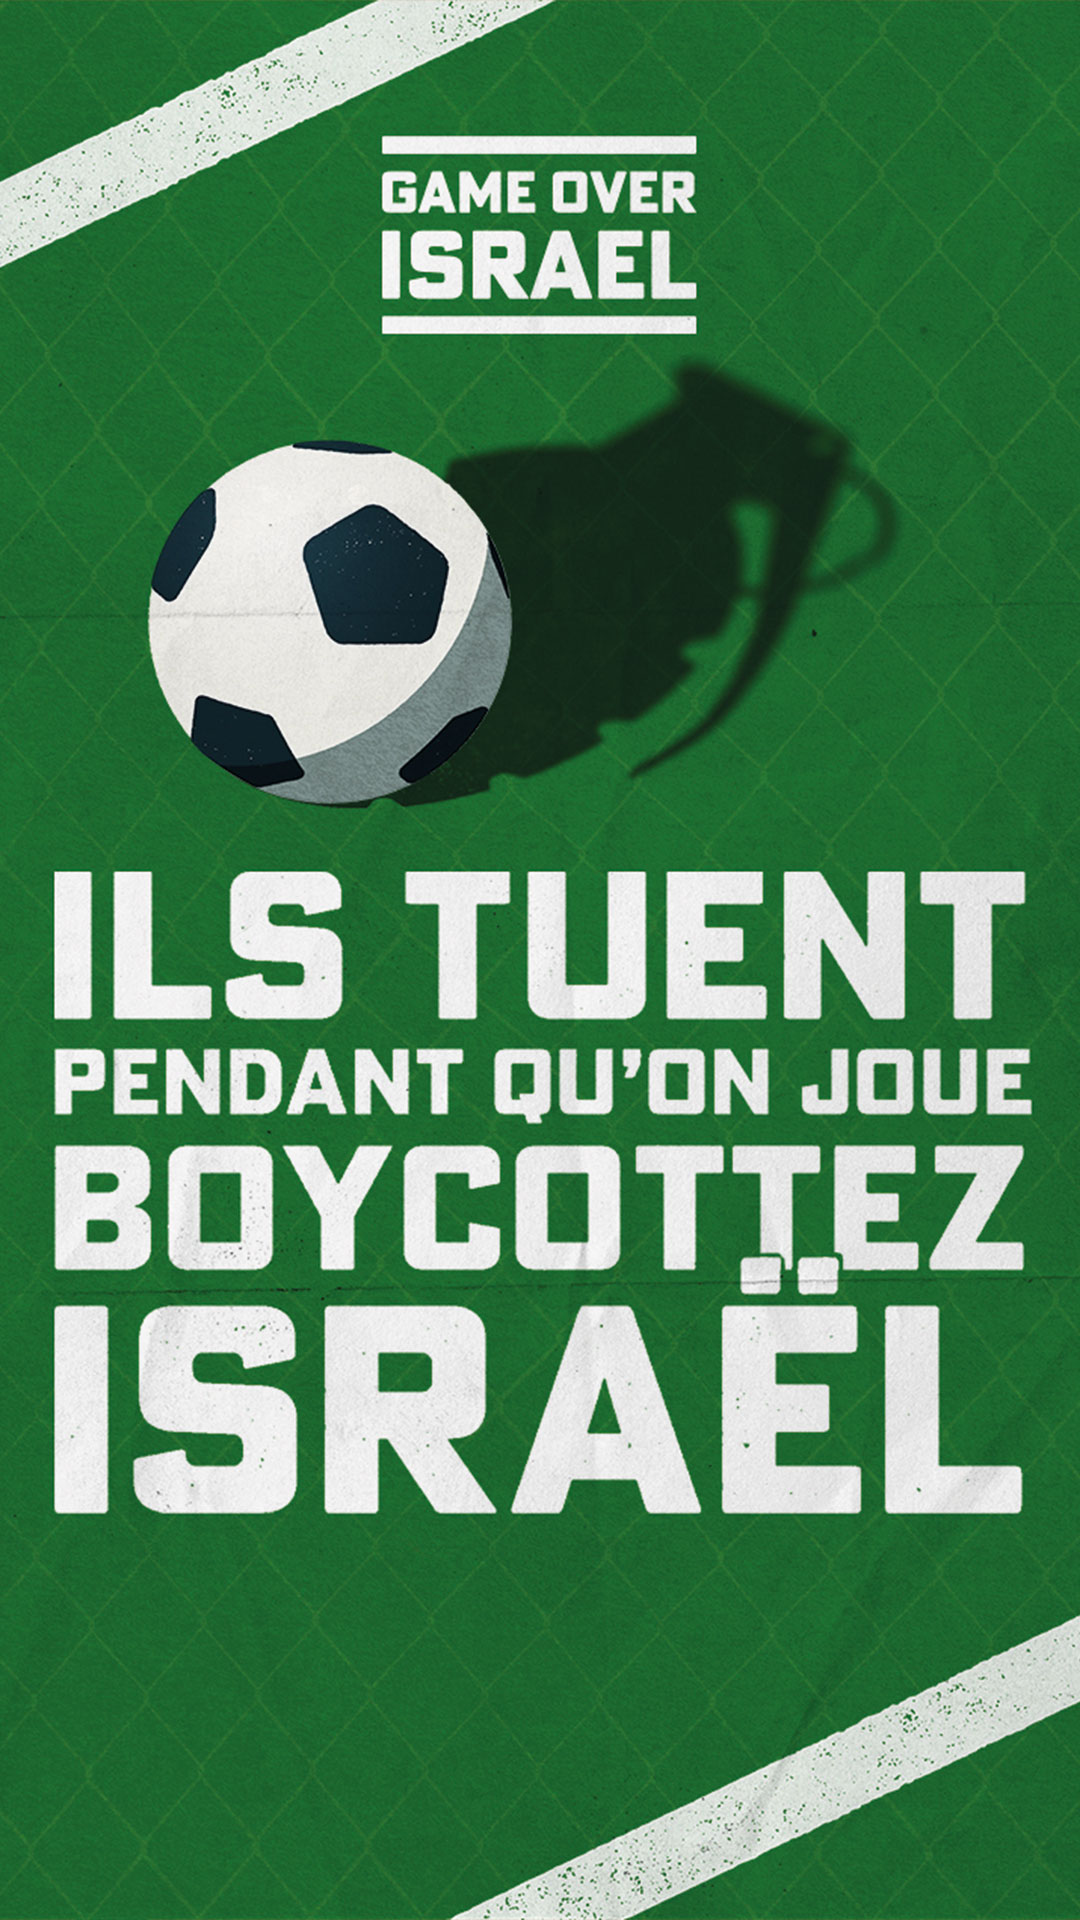 GAME OVER
ISRAEL
ILS TUENT
PENDANT QU’ON JOUE
BOYCOTTEZ
ISRAËL